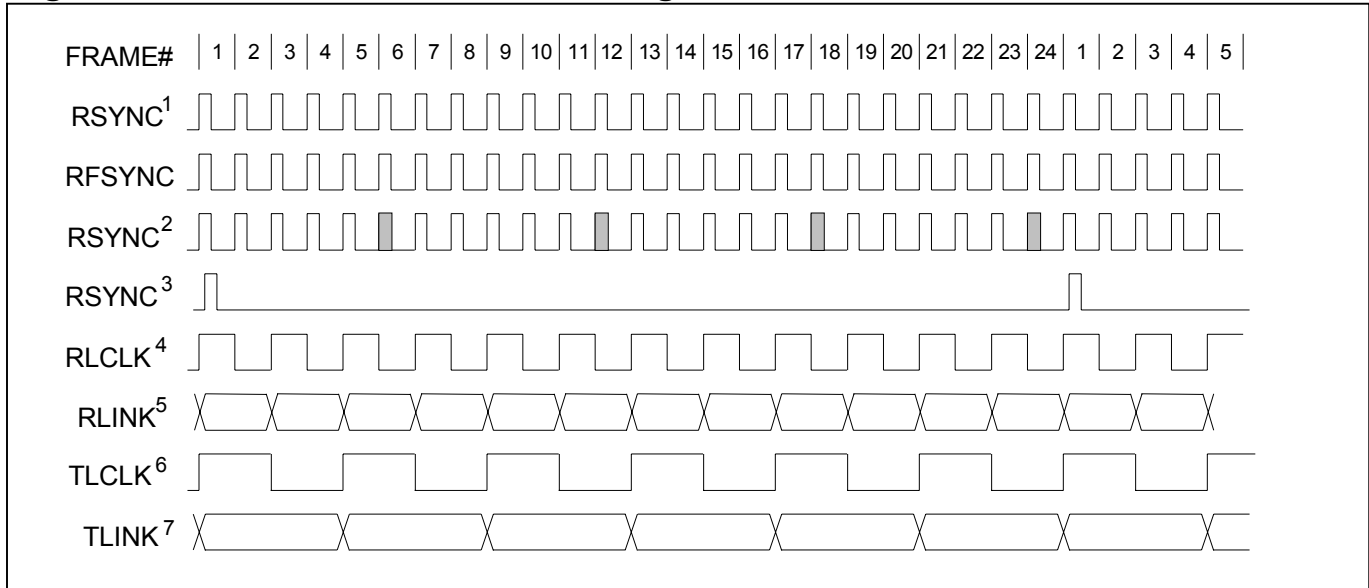 FRAME# 1 2 3 4 5 6 7 8 9 10 11 12 13 14 15 16 17 18 19 20 21 22 23 24 1 2 3 4 5
RSYNC¹
RFSYNC
RSYNC²
RSYNC³
RLCLK⁴
RLINK⁵
TLCLK⁶
TLINK⁷